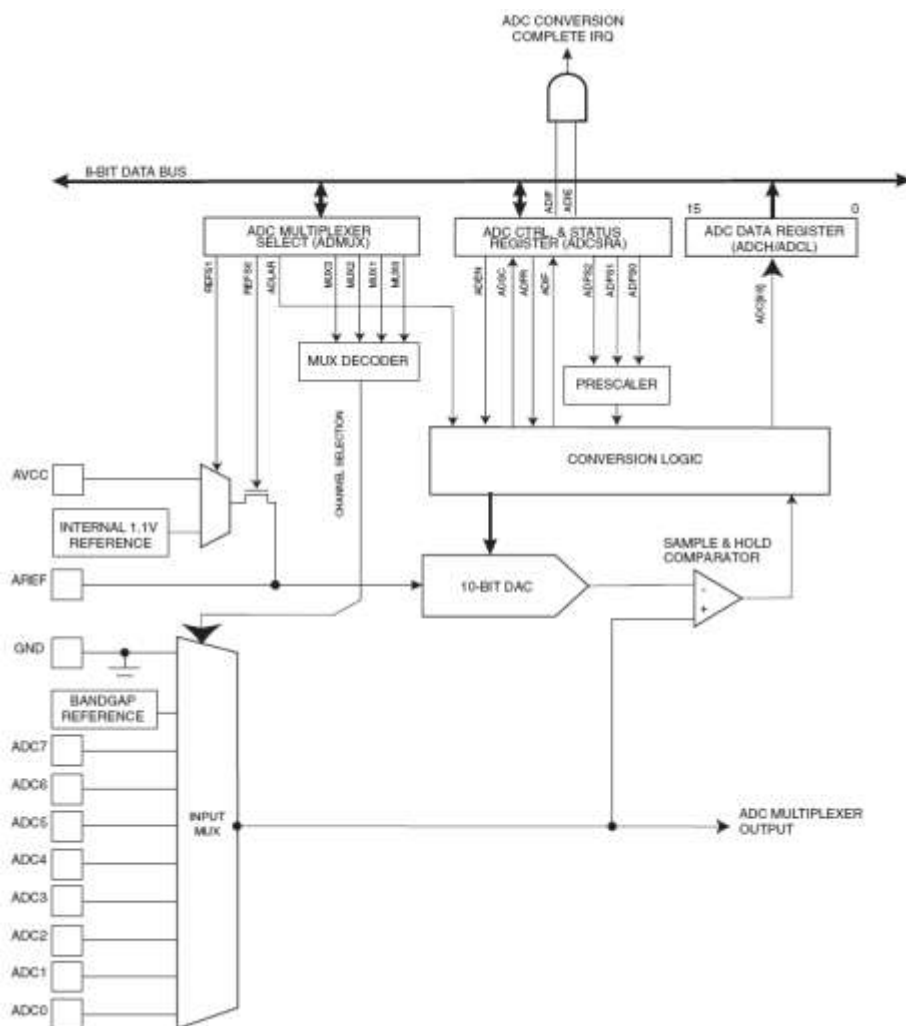 ADC CONVERSION
COMPLETE IRQ
8-BIT DATA BUS
ADIF
ADIE
15
0
ADC MULTIPLEXER
SELECT (ADMUX)
ADC CTRL. & STATUS
REGISTER (ADCSRA)
ADC DATA REGISTER
(ADCH/ADCL)
REFS1
REFS0
ADLAR
MUX3
MUX2
MUX1
MUX0
ADEN
ADSC
ADFR
ADIF
ADPS2
ADPS1
ADPS0
ADC[9:0]
MUX DECODER
PRESCALER
CHANNEL SELECTION
CONVERSION LOGIC
AVCC
INTERNAL 1.1V
REFERENCE
SAMPLE & HOLD
COMPARATOR
AREF
10-BIT DAC
-
+
GND
BANDGAP
REFERENCE
ADC7
ADC6
ADC5
INPUT
MUX
ADC MULTIPLEXER
OUTPUT
ADC4
ADC3
ADC2
ADC1
ADC0